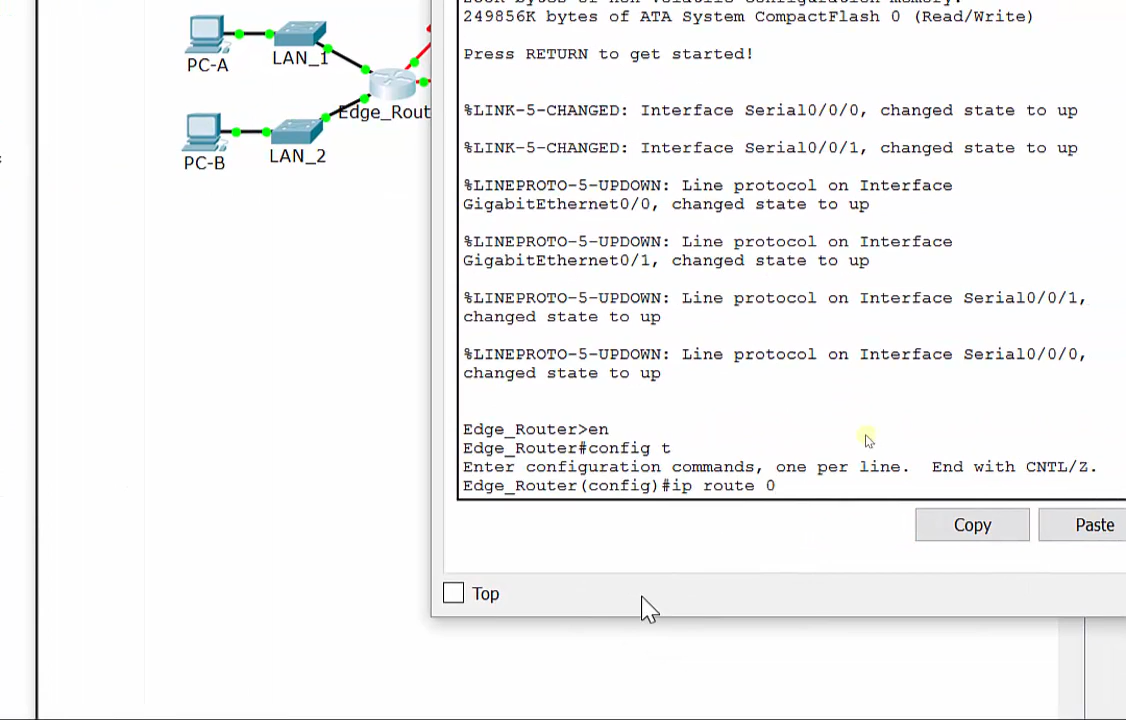 249856K bytes of ATA System CompactFlash 0 (Read/Write)
Press RETURN to get started!
%LINK-5-CHANGED: Interface Serial0/0/0, changed state to up
%LINK-5-CHANGED: Interface Serial0/0/1, changed state to up
%LINEPROTO-5-UPDOWN: Line protocol on Interface
GigabitEthernet0/0, changed state to up
%LINEPROTO-5-UPDOWN: Line protocol on Interface
GigabitEthernet0/1, changed state to up
%LINEPROTO-5-UPDOWN: Line protocol on Interface Serial0/0/1,
changed state to up
%LINEPROTO-5-UPDOWN: Line protocol on Interface Serial0/0/0,
changed state to up
Edge_Router>en
Edge_Router#config t
Enter configuration commands, one per line. End with CNTL/Z.
Edge_Router(config)#ip route 0
Copy
Paste
Top
PC-A
LAN_1
Edge_Rout
PC-B
LAN_2